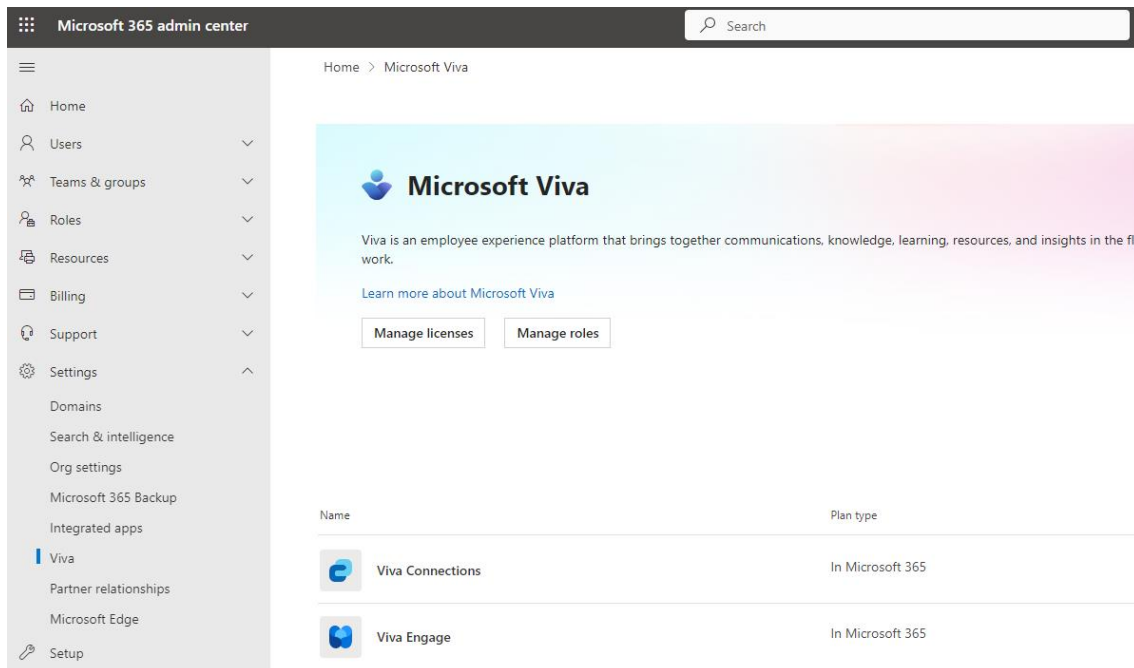 Microsoft 365 admin center
Search
Home > Microsoft Viva
Home
Users
Teams & groups
Roles
Resources
Billing
Support
Settings
Domains
Search & intelligence
Org settings
Microsoft 365 Backup
Integrated apps
Viva
Partner relationships
Microsoft Edge
Setup
Microsoft Viva
Viva is an employee experience platform that brings together communications, knowledge, learning, resources, and insights in the fl
work.
Learn more about Microsoft Viva
Manage licenses Manage roles
Name Plan type
Viva Connections In Microsoft 365
Viva Engage In Microsoft 365